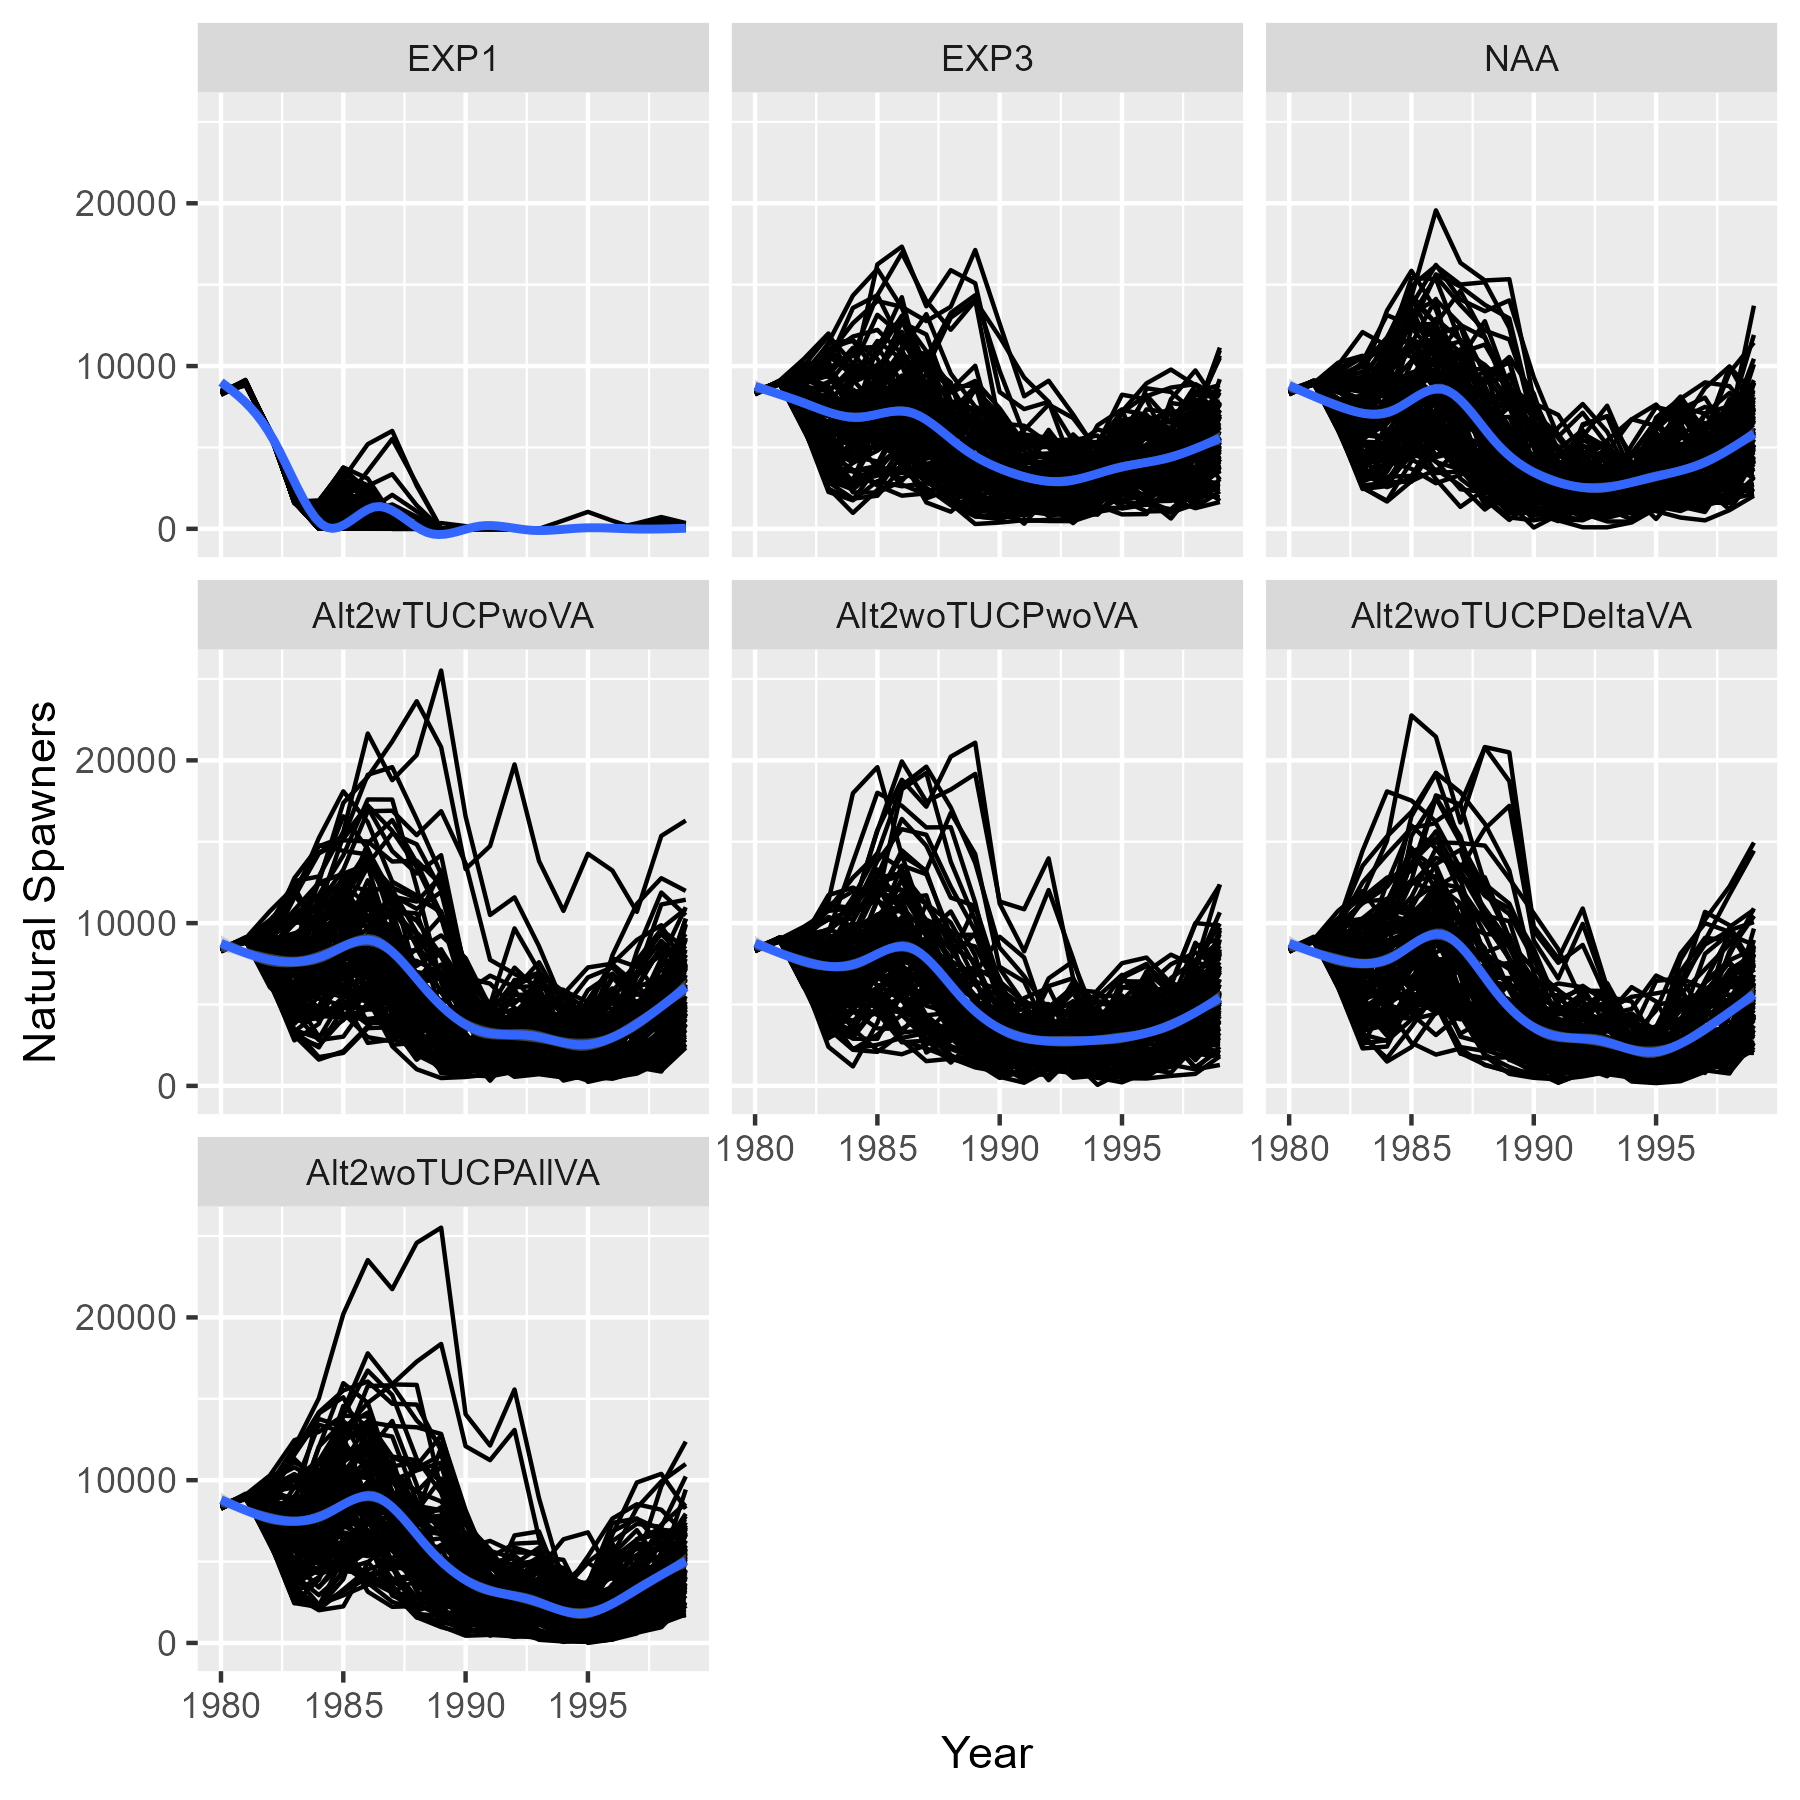 EXP1 EXP3 NAA
20000
10000
0
Alt2wTUCPwoVA Alt2woTUCPwoVA Alt2woTUCPDeltaVA
20000
10000
0
1980 1985 1990 1995 1980 1985 1990 1995
Natural Spawners
Alt2woTUCPAllVA
20000
10000
0
1980 1985 1990 1995
Year